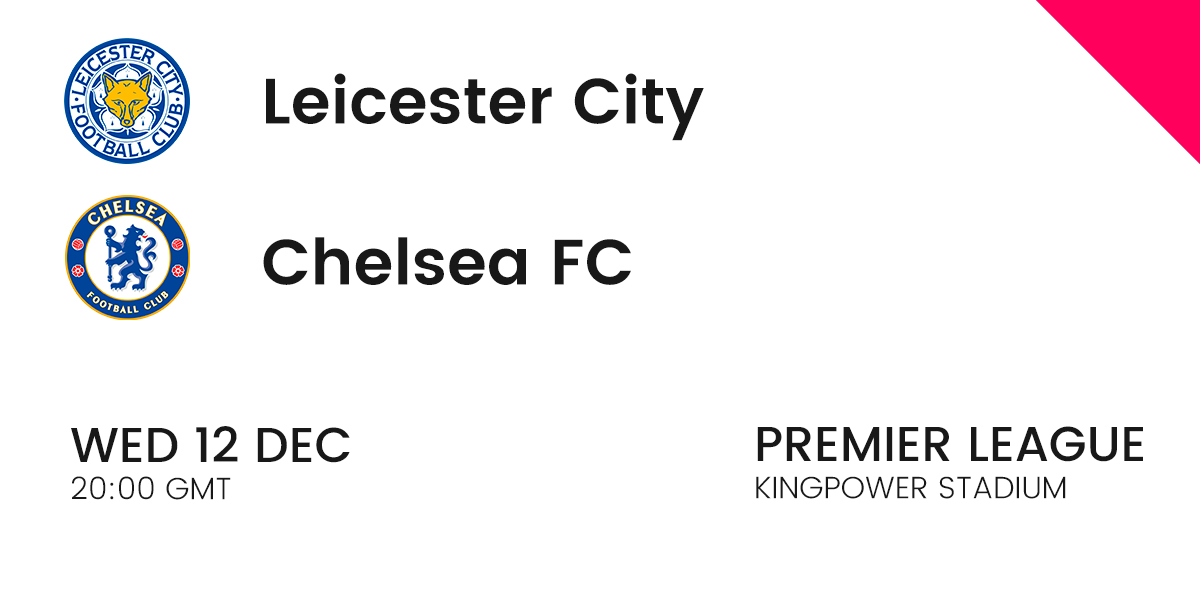 LEICESTER CITY
FOOTBALL CLUB
Leicester City
CHELSEA
FOOTBALL CLUB
Chelsea FC
WED 12 DEC
20:00 GMT
PREMIER LEAGUE
KINGPOWER STADIUM